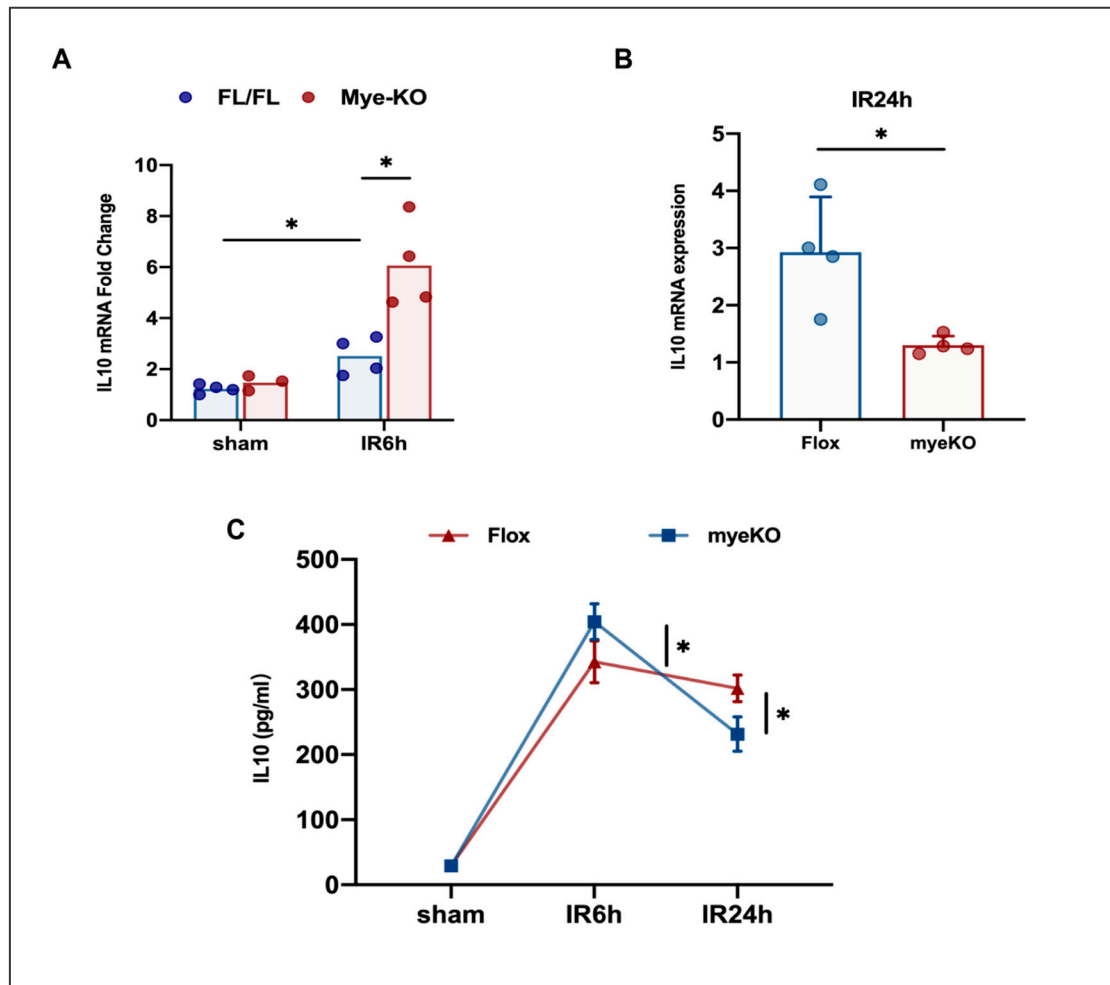 A
FL/FL Mye-KO
IL10 mRNA Fold Change
10
8
6
4
2
0
*
*
sham IR6h
B
IR24h
*
IL10 mRNA expression
5
4
3
2
1
0
Flox myeKO
C
Flox myeKO
IL10 (pg/ml)
500
400
300
200
100
0
*
*
sham IR6h IR24h